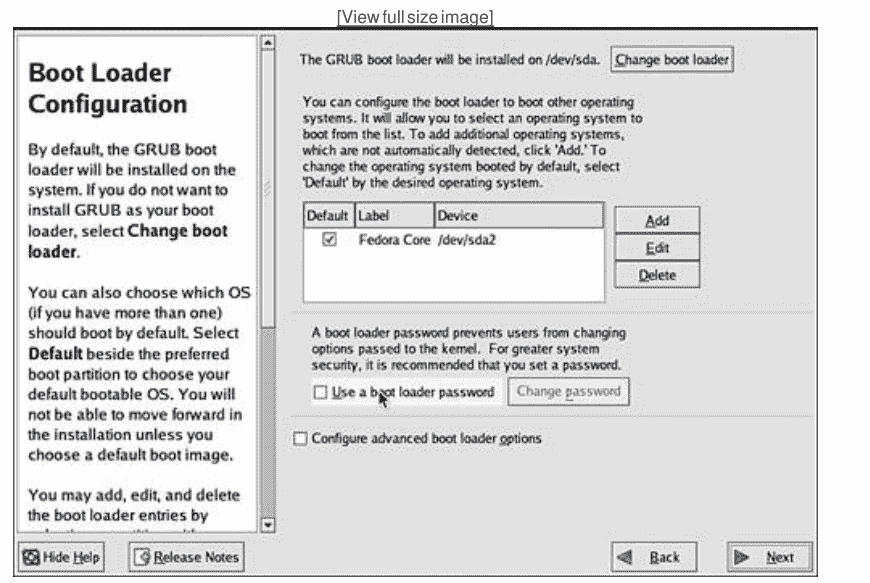 [View full size image]
Boot Loader
Configuration
By default, the GRUB boot
loader will be installed on the
system. If you do not want to
install GRUB as your boot
loader, select Change boot
loader.
You can also choose which OS
(if you have more than one)
should boot by default. Select
Default beside the preferred
boot partition to choose your
default bootable OS. You will
not be able to move forward in
the installation unless you
choose a default boot image.
You may add, edit, and delete
the boot loader entries by
The GRUB boot loader will be installed on /dev/sda.
Change boot loader
You can configure the boot loader to boot other operating
systems. It will allow you to select an operating system to
boot from the list. To add additional operating systems,
which are not automatically detected, click 'Add.' To
change the operating system booted by default, select
'Default' by the desired operating system.
Default Label Device
Fedora Core /dev/sda2
Add
Edit
Delete
A boot loader password prevents users from changing
options passed to the kernel. For greater system
security, it is recommended that you set a password.
Use a boot loader password
Change password
Configure advanced boot loader options
Hide Help
Release Notes
Back
Next